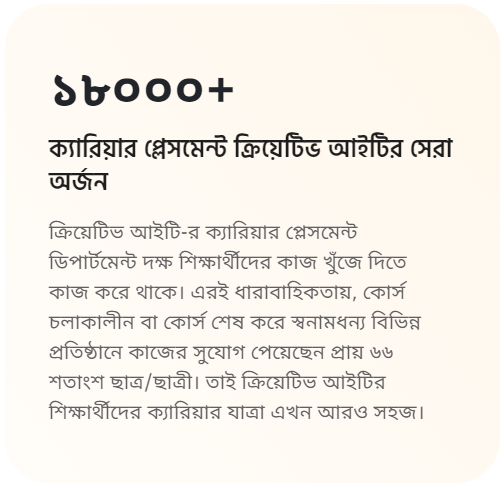 ১৮০০০+
ক্যারিয়ার প্লেসমেন্ট ক্রিয়েটিভ আইটির সেরা
অর্জন
ক্রিয়েটিভ আইটি-র ক্যারিয়ার প্লেসমেন্ট
ডিপার্টমেন্ট দক্ষ শিক্ষার্থীদের কাজ খুঁজে দিতে
কাজ করে থাকে। এরই ধারাবাহিকতায়, কোর্স
চলাকালীন বা কোর্স শেষ করে স্বনামধন্য বিভিন্ন
প্রতিষ্ঠানে কাজের সুযোগ পেয়েছেন প্রায় ৬৬
শতাংশ ছাত্র/ছাত্রী। তাই ক্রিয়েটিভ আইটির
শিক্ষার্থীদের ক্যারিয়ার যাত্রা এখন আরও সহজ।